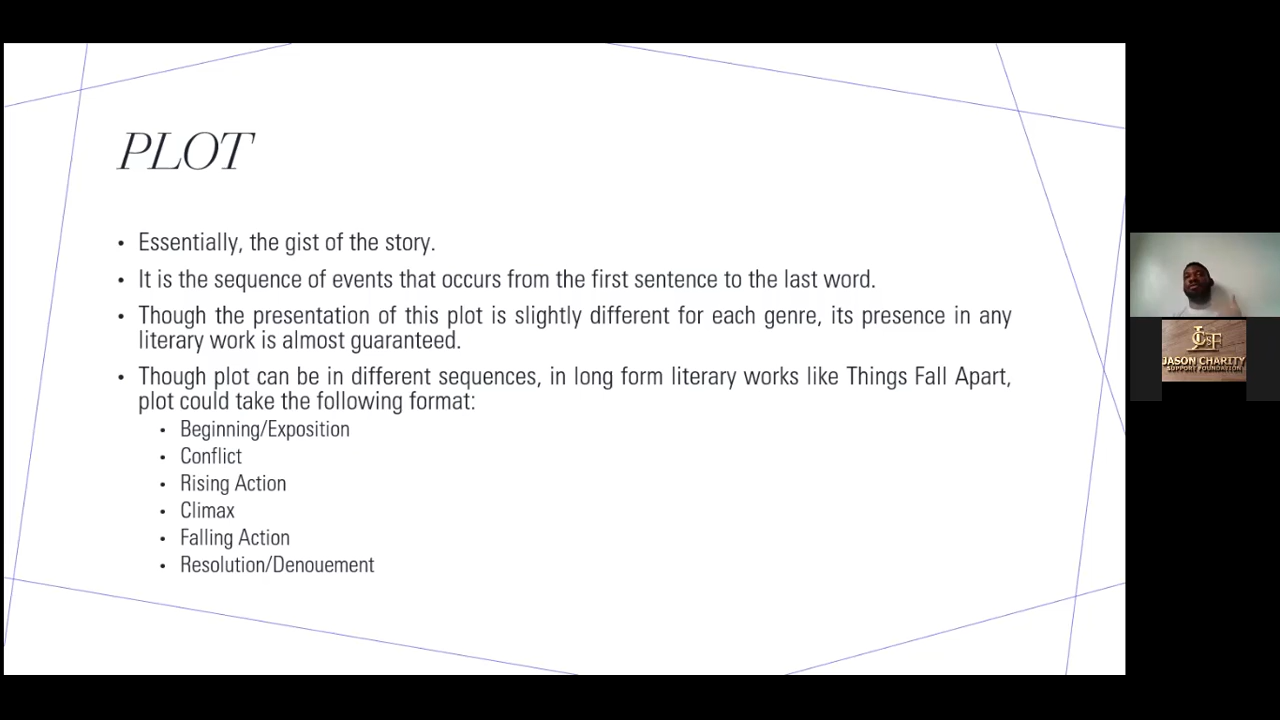 PLOT
• Essentially, the gist of the story.
• It is the sequence of events that occurs from the first sentence to the last word.
• Though the presentation of this plot is slightly different for each genre, its presence in any
literary work is almost guaranteed.
• Though plot can be in different sequences, in long form literary works like Things Fall Apart,
plot could take the following format:
• Beginning/Exposition
• Conflict
• Rising Action
• Climax
• Falling Action
• Resolution/Denouement
JCSF
JASON CHARITY
SUPPORT FOUNDATION